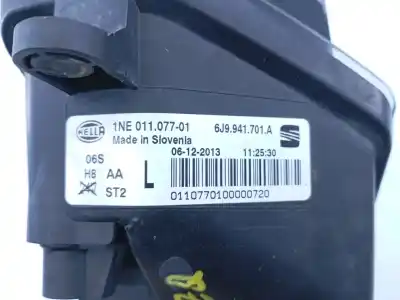 HELLA 1NE 011.077-01 6J9.941.701.A
Made in Slovenia
06-12-2013 11:25:30
06S
H8 AA
ST2
L
0110770100000720